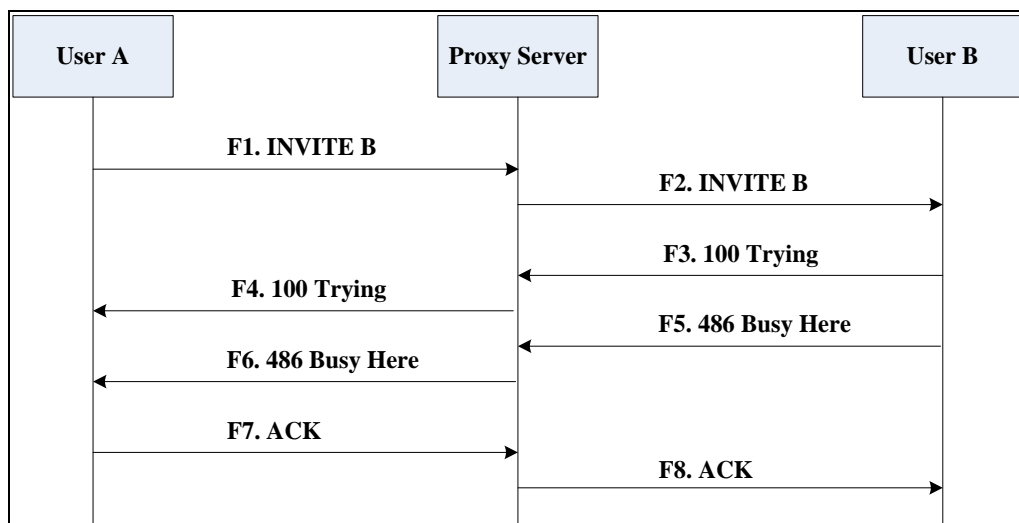 User A
Proxy Server
User B
F1. INVITE B
F2. INVITE B
F3. 100 Trying
F4. 100 Trying
F5. 486 Busy Here
F6. 486 Busy Here
F7. ACK
F8. ACK